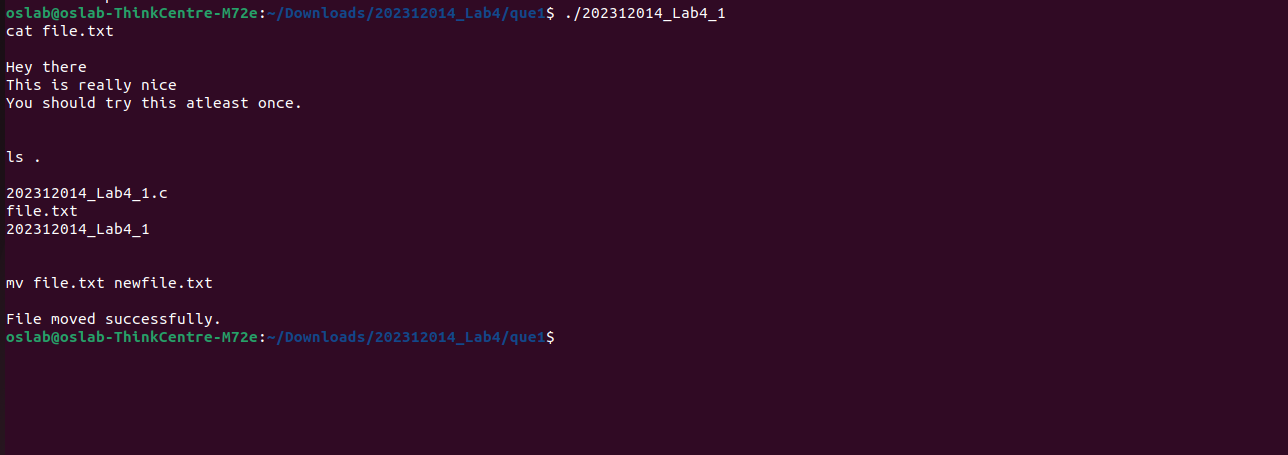 oslab@oslab-ThinkCentre-M72e:~/Downloads/202312014_Lab4/que1$ ./202312014_Lab4_1
cat file.txt
Hey there
This is really nice
You should try this atleast once.
ls .
202312014_Lab4_1.c
file.txt
202312014_Lab4_1
mv file.txt newfile.txt
File moved successfully.
oslab@oslab-ThinkCentre-M72e:~/Downloads/202312014_Lab4/que1$